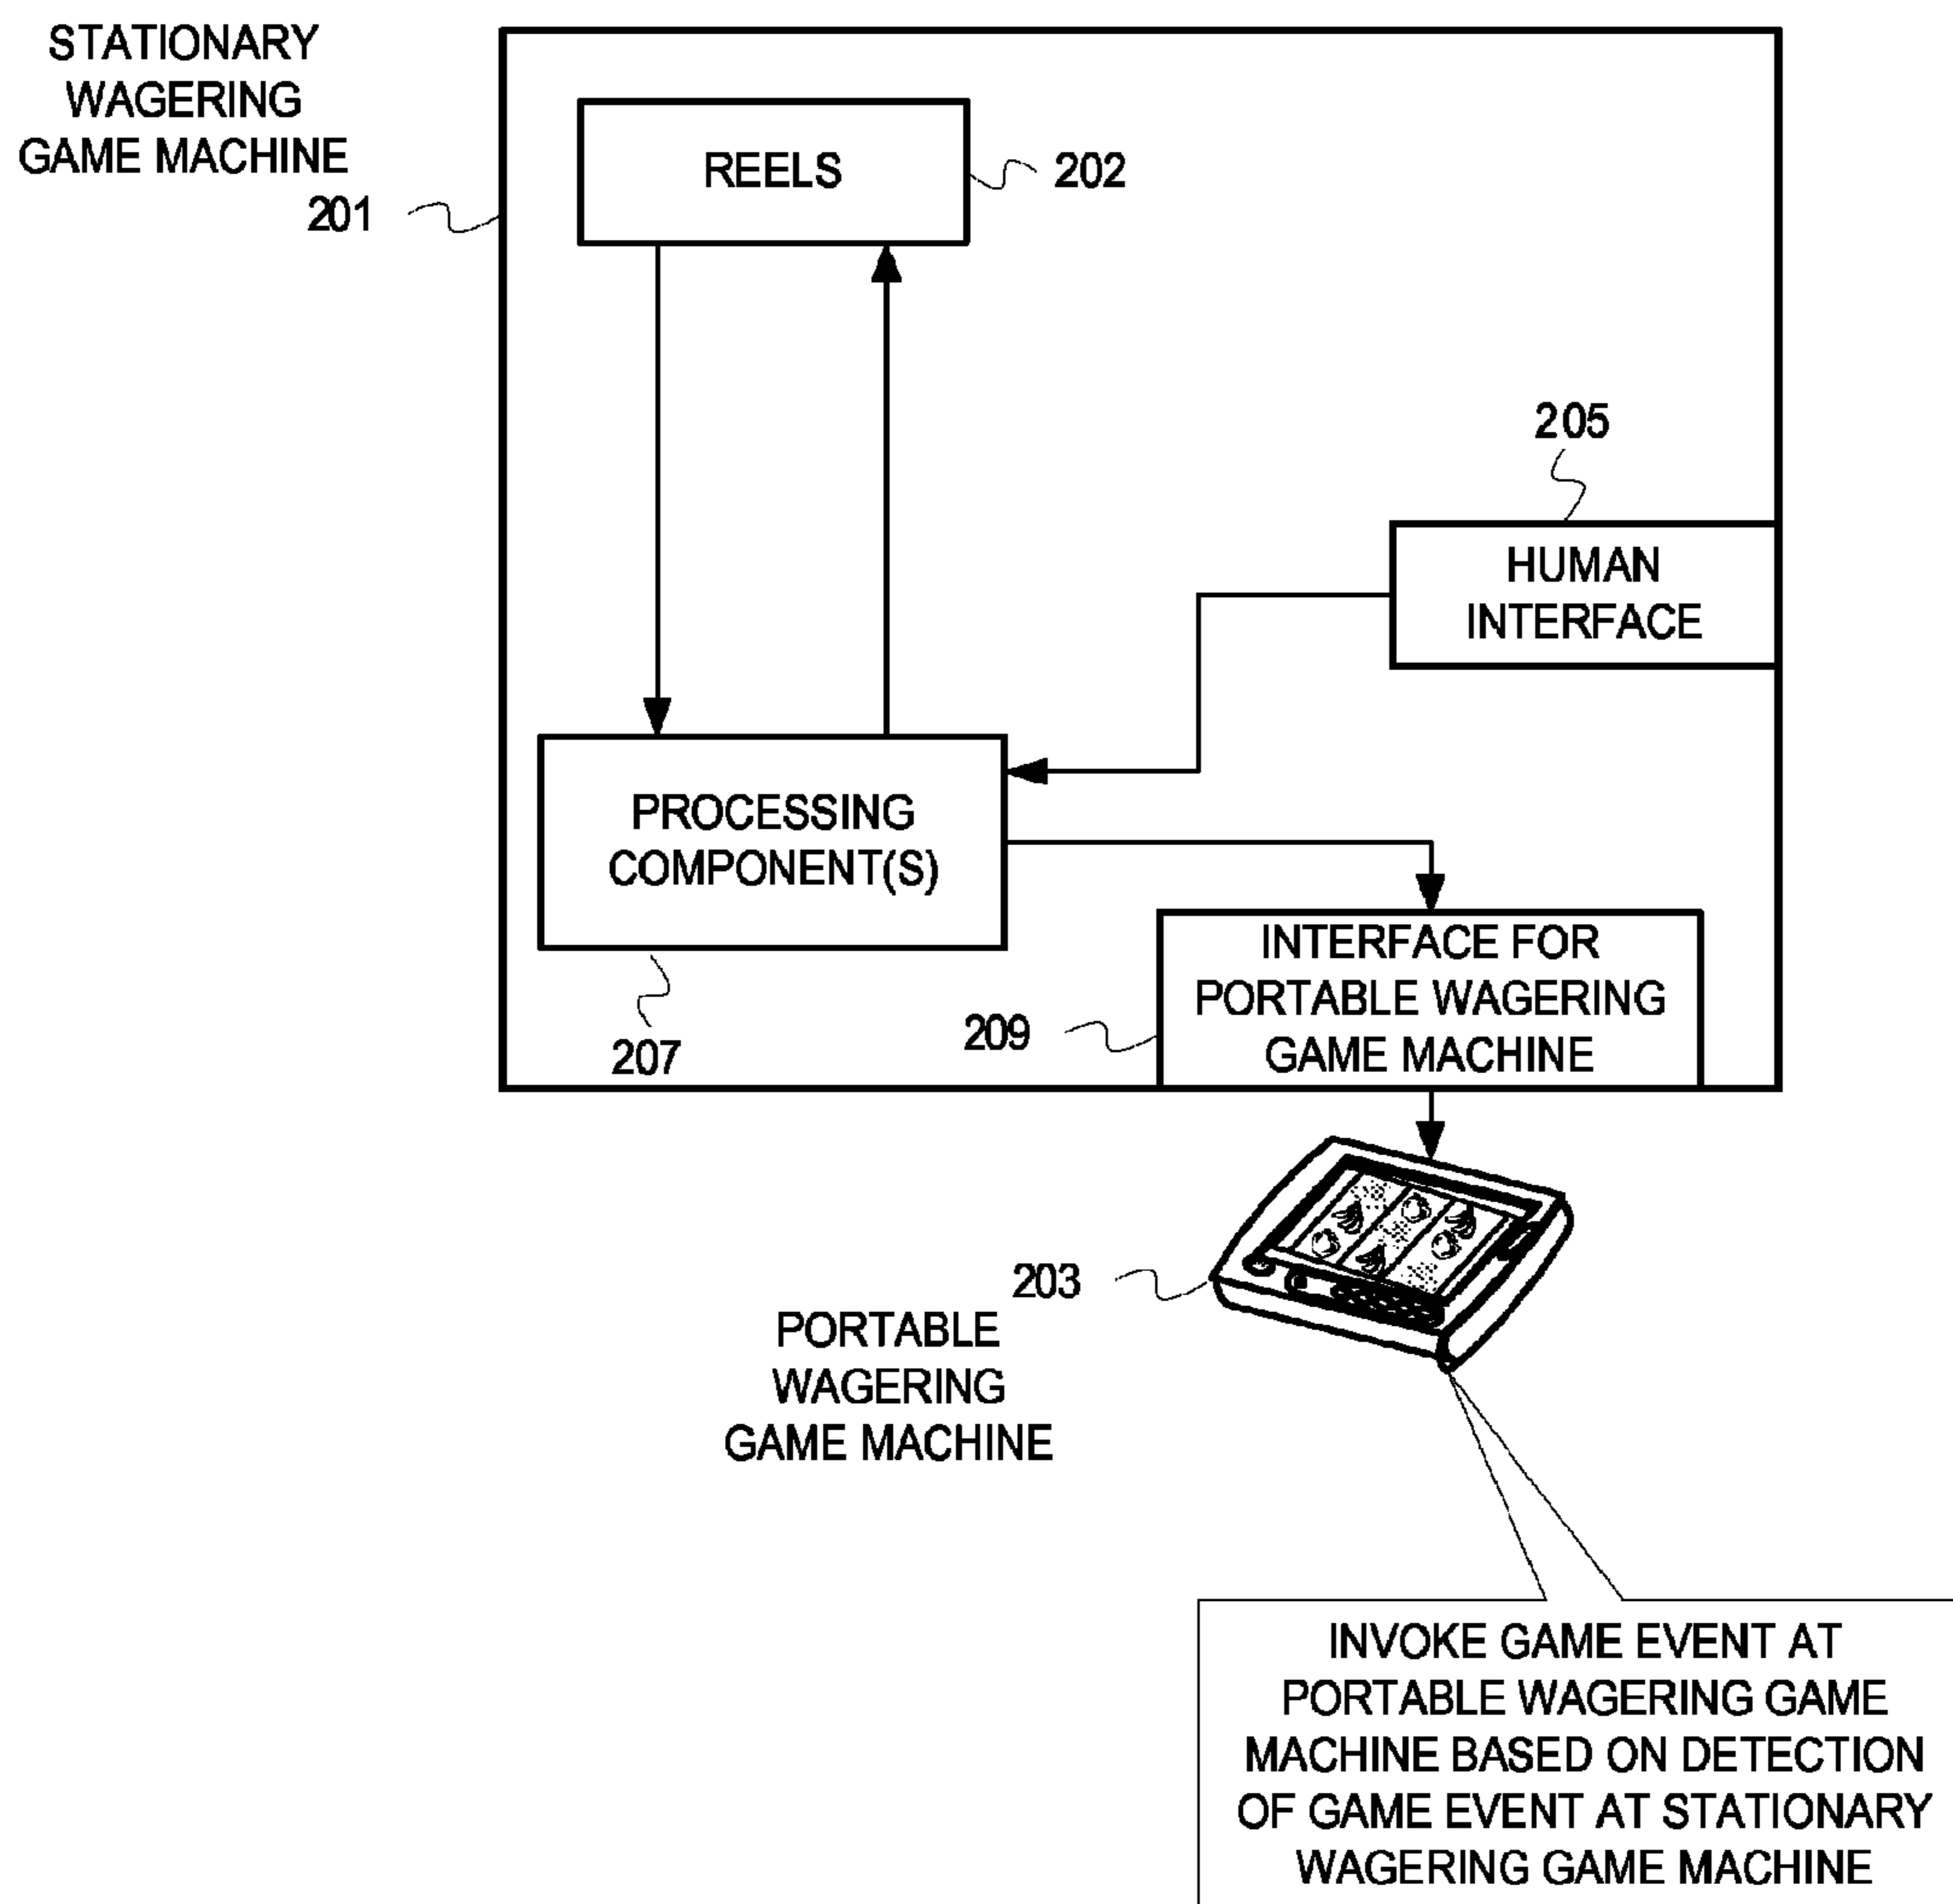 STATIONARY
WAGERING
GAME MACHINE
201
REELS
202
205
HUMAN
INTERFACE
PROCESSING
COMPONENT(S)
207
INTERFACE FOR
PORTABLE WAGERING
GAME MACHINE
209
203
PORTABLE
WAGERING
GAME MACHINE
INVOKE GAME EVENT AT
PORTABLE WAGERING GAME
MACHINE BASED ON DETECTION
OF GAME EVENT AT STATIONARY
WAGERING GAME MACHINE